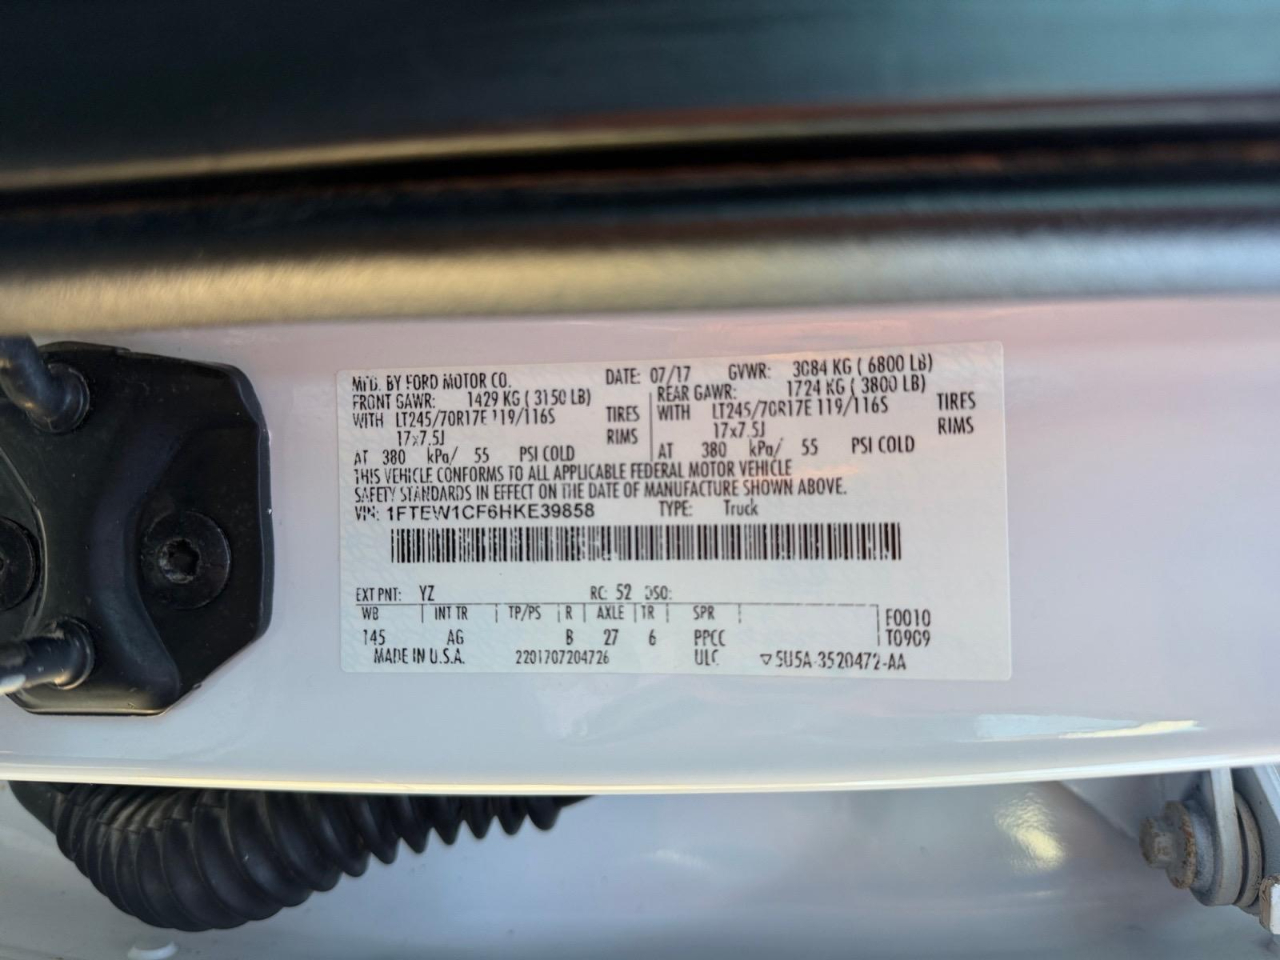 MFD. BY FORD MOTOR CO. DATE: 07/17 GVWR: 3084 KG ( 6800 LB)
FRONT GAWR: 1429 KG ( 3150 LB) REAR GAWR: 1724 KG ( 3800 LB)
WITH LT245/70R17E 119/116S TIRES WITH LT245/70R17E 119/116S TIRES
17x7.5J RIMS 17x7.5J RIMS
AT 380 kPa/ 55 PSI COLD AT 380 kPa/ 55 PSI COLD
THIS VEHICLE CONFORMS TO ALL APPLICABLE FEDERAL MOTOR VEHICLE
SAFETY STANDARDS IN EFFECT ON THE DATE OF MANUFACTURE SHOWN ABOVE.
VIN: 1FTEW1CF6HKE39858 TYPE: Truck
EXT PNT: YZ RC: 52 DSO:
WB INT TR TP/PS R AXLE TR SPR F0010
145 AG B 27 6 PPCC T0909
MADE IN U.S.A. 2201707204726 ULC ▽5U5A-3520472-AA